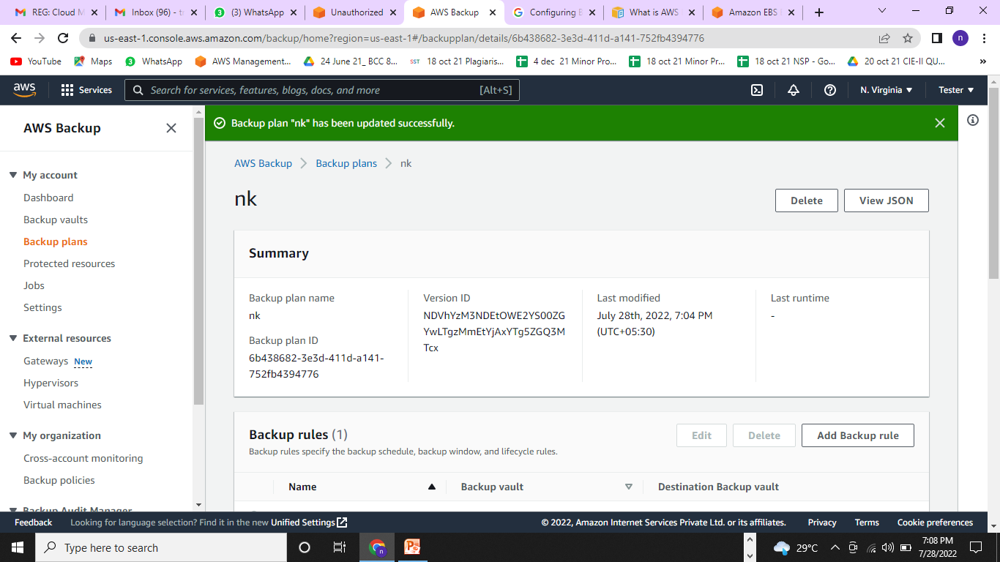 REG: Cloud M
Inbox (96) - t
(3) WhatsApp
Unauthorized
AWS Backup
Configuring E
What is AWS
Amazon EBS
us-east-1.console.aws.amazon.com/backup/home?region=us-east-1#/backupplan/details/6b438682-3e3d-411d-a141-752fb4394776
n
YouTube
Maps
3
WhatsApp
AWS Management...
24 June 21_ BCC 8...
SST
18 oct 21 Plagiaris...
4 dec 21 Minor Pro...
18 oct 21 Minor Pr...
18 oct 21 NSP - Go...
20 oct 21 CIE-II QU...
»
aws
Services
Search for services, features, blogs, docs, and more
[Alt+S]
N. Virginia
Tester
AWS Backup
My account
Dashboard
Backup vaults
Backup plans
Protected resources
Jobs
Settings
External resources
Gateways New
Hypervisors
Virtual machines
My organization
Cross-account monitoring
Backup policies
Backup Audit Manager
Backup plan "nk" has been updated successfully.
AWS Backup
Backup plans
nk
nk
Delete
View JSON
Summary
Backup plan name
nk
Backup plan ID
6b438682-3e3d-411d-a141-
752fb4394776
Version ID
NDVhYzM3NDEtOWE2YS00ZG
YwLTgzMmEtYjAxYTg5ZGQ3M
Tcx
Last modified
July 28th, 2022, 7:04 PM
(UTC+05:30)
Last runtime
-
Backup rules (1)
Backup rules specify the backup schedule, backup window, and lifecycle rules.
Edit
Delete
Add Backup rule
Name
Backup vault
Destination Backup vault
Feedback
Looking for language selection? Find it in the new Unified Settings
© 2022, Amazon Internet Services Private Ltd. or its affiliates.
Privacy
Terms
Cookie preferences
Type here to search
29°C
7:08 PM
7/28/2022